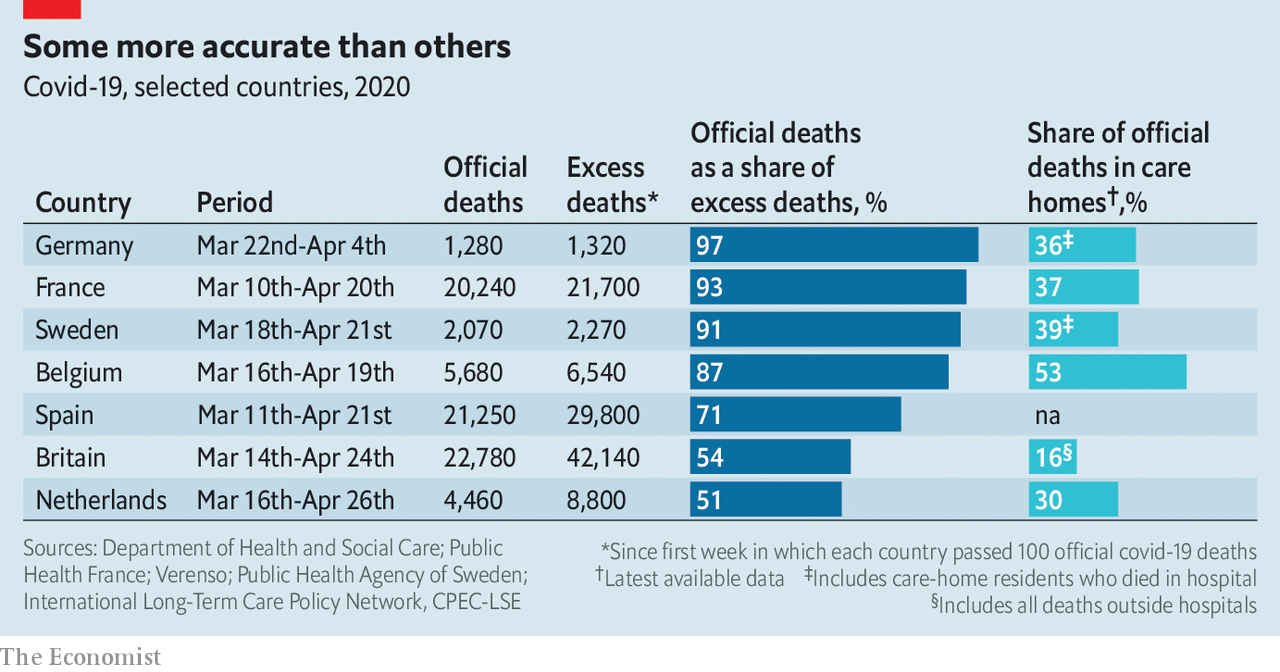 Some more accurate than others
Covid-19, selected countries, 2020
Country Period Official deaths Excess deaths* Official deaths as a share of excess deaths, % Share of official deaths in care homes†,%
Germany Mar 22nd-Apr 4th 1,280 1,320 97 36‡
France Mar 10th-Apr 20th 20,240 21,700 93 37
Sweden Mar 18th-Apr 21st 2,070 2,270 91 39‡
Belgium Mar 16th-Apr 19th 5,680 6,540 87 53
Spain Mar 11th-Apr 21st 21,250 29,800 71 na
Britain Mar 14th-Apr 24th 22,780 42,140 54 16§
Netherlands Mar 16th-Apr 26th 4,460 8,800 51 30
Sources: Department of Health and Social Care; Public
Health France; Verenso; Public Health Agency of Sweden;
International Long-Term Care Policy Network, CPEC-LSE
*Since first week in which each country passed 100 official covid-19 deaths
†Latest available data ‡Includes care-home residents who died in hospital
§Includes all deaths outside hospitals
The Economist